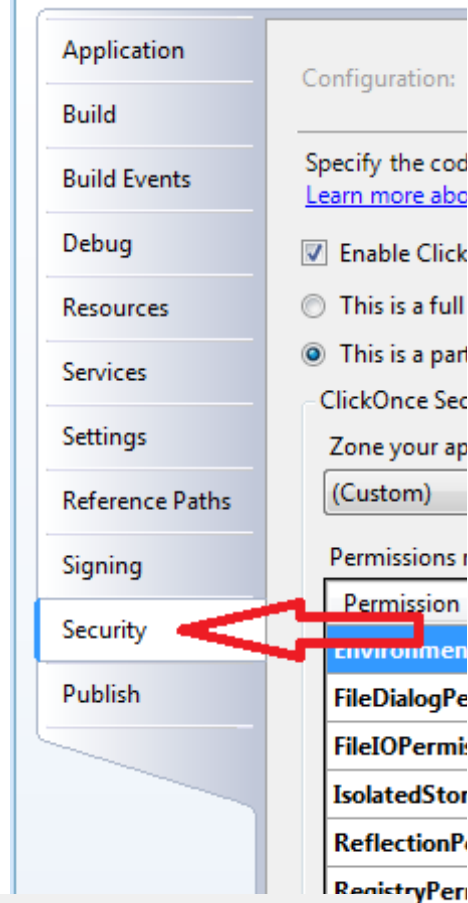 Application
Build
Build Events
Debug
Resources
Services
Settings
Reference Paths
Signing
Security
Publish
Configuration:
Specify the cod
Learn more abo
Enable Click
This is a full
This is a part
ClickOnce Sec
Zone your ap
(Custom)
Permissions r
Permission
Environmen
FileDialogPe
FileIOPermis
IsolatedStor
ReflectionPe
RegistryPerm